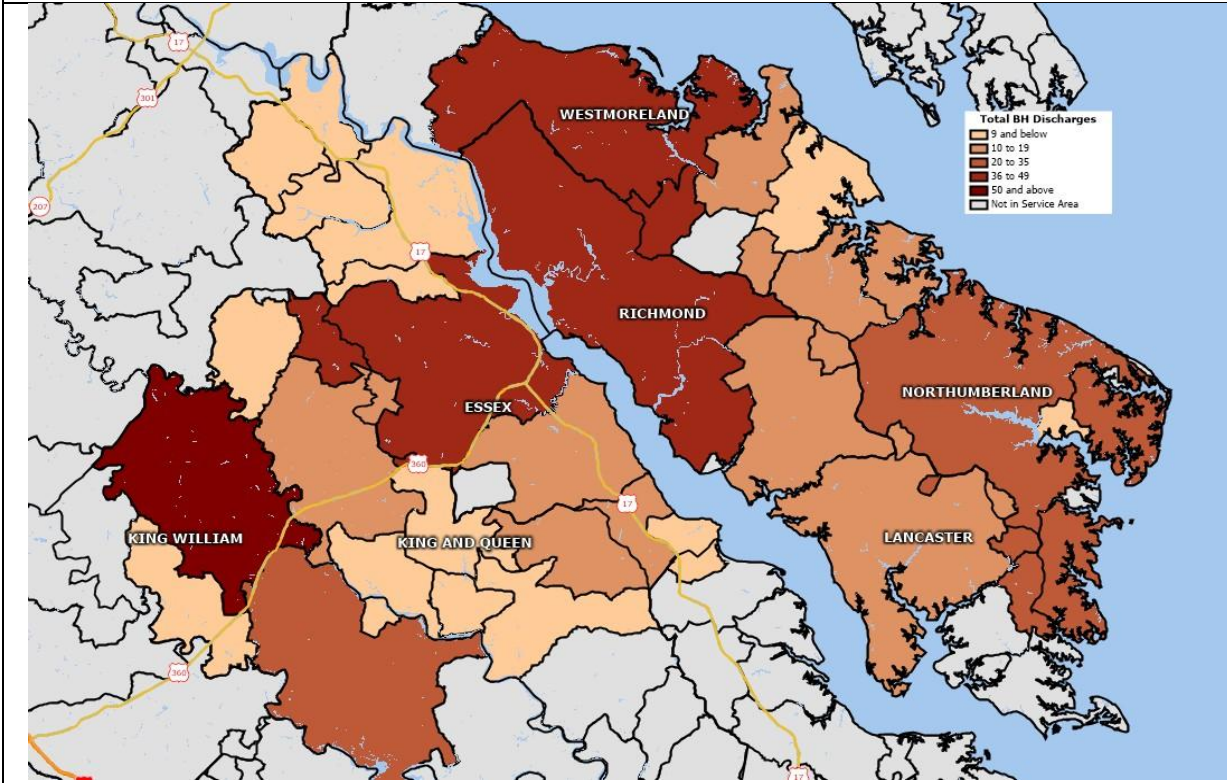 17
301
207
WESTMORELAND
Total BH Discharges
9 and below
10 to 19
20 to 35
36 to 49
50 and above
Not in Service Area
17
RICHMOND
NORTHUMBERLAND
ESSEX
360
17
KING WILLIAM
KING AND QUEEN
LANCASTER
360
17